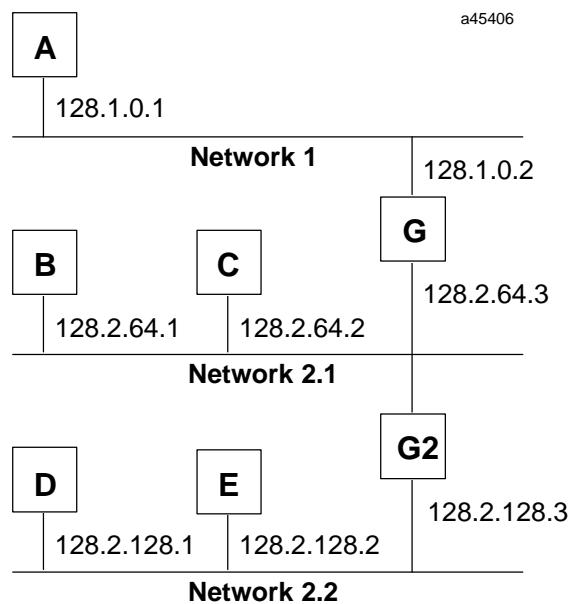 a45406
A
128.1.0.1
Network 1
128.1.0.2
G
B
C
128.2.64.3
128.2.64.1
128.2.64.2
Network 2.1
G2
D
E
128.2.128.3
128.2.128.1
128.2.128.2
Network 2.2